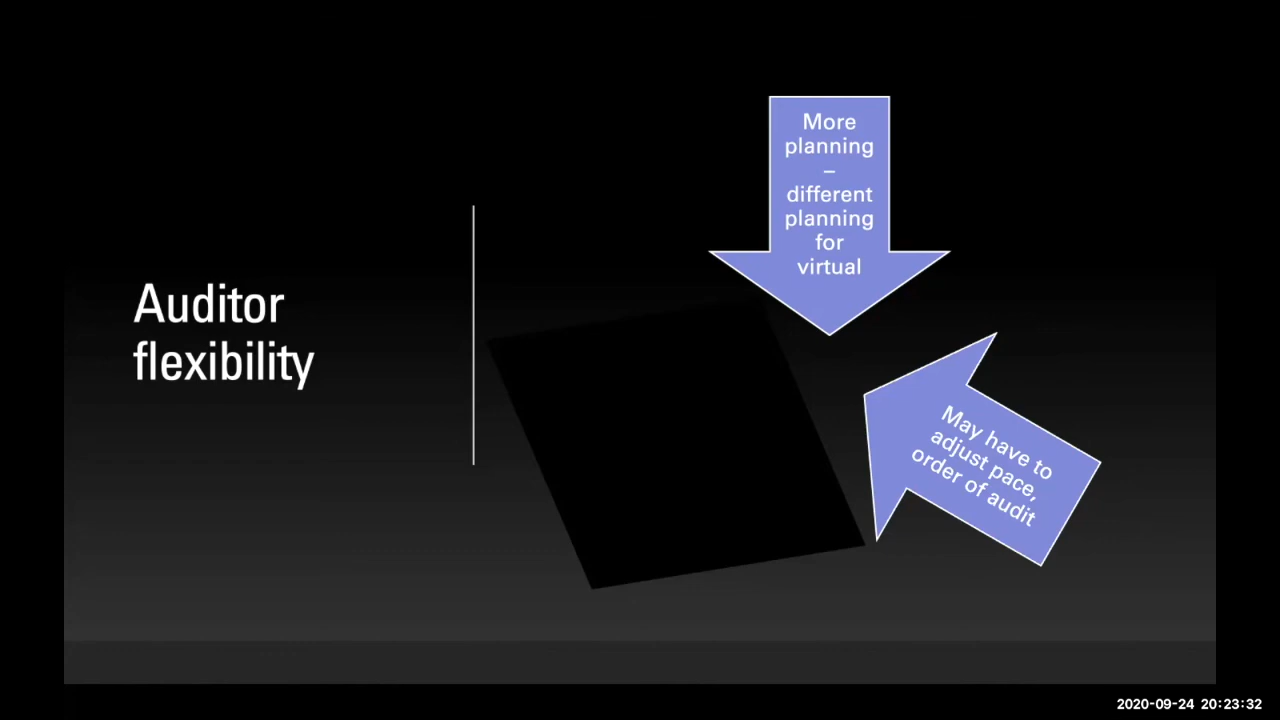 Auditor
flexibility
More
planning
–
different
planning
for
virtual
May have to
adjust pace,
order of audit
2020-09-24 20:23:32